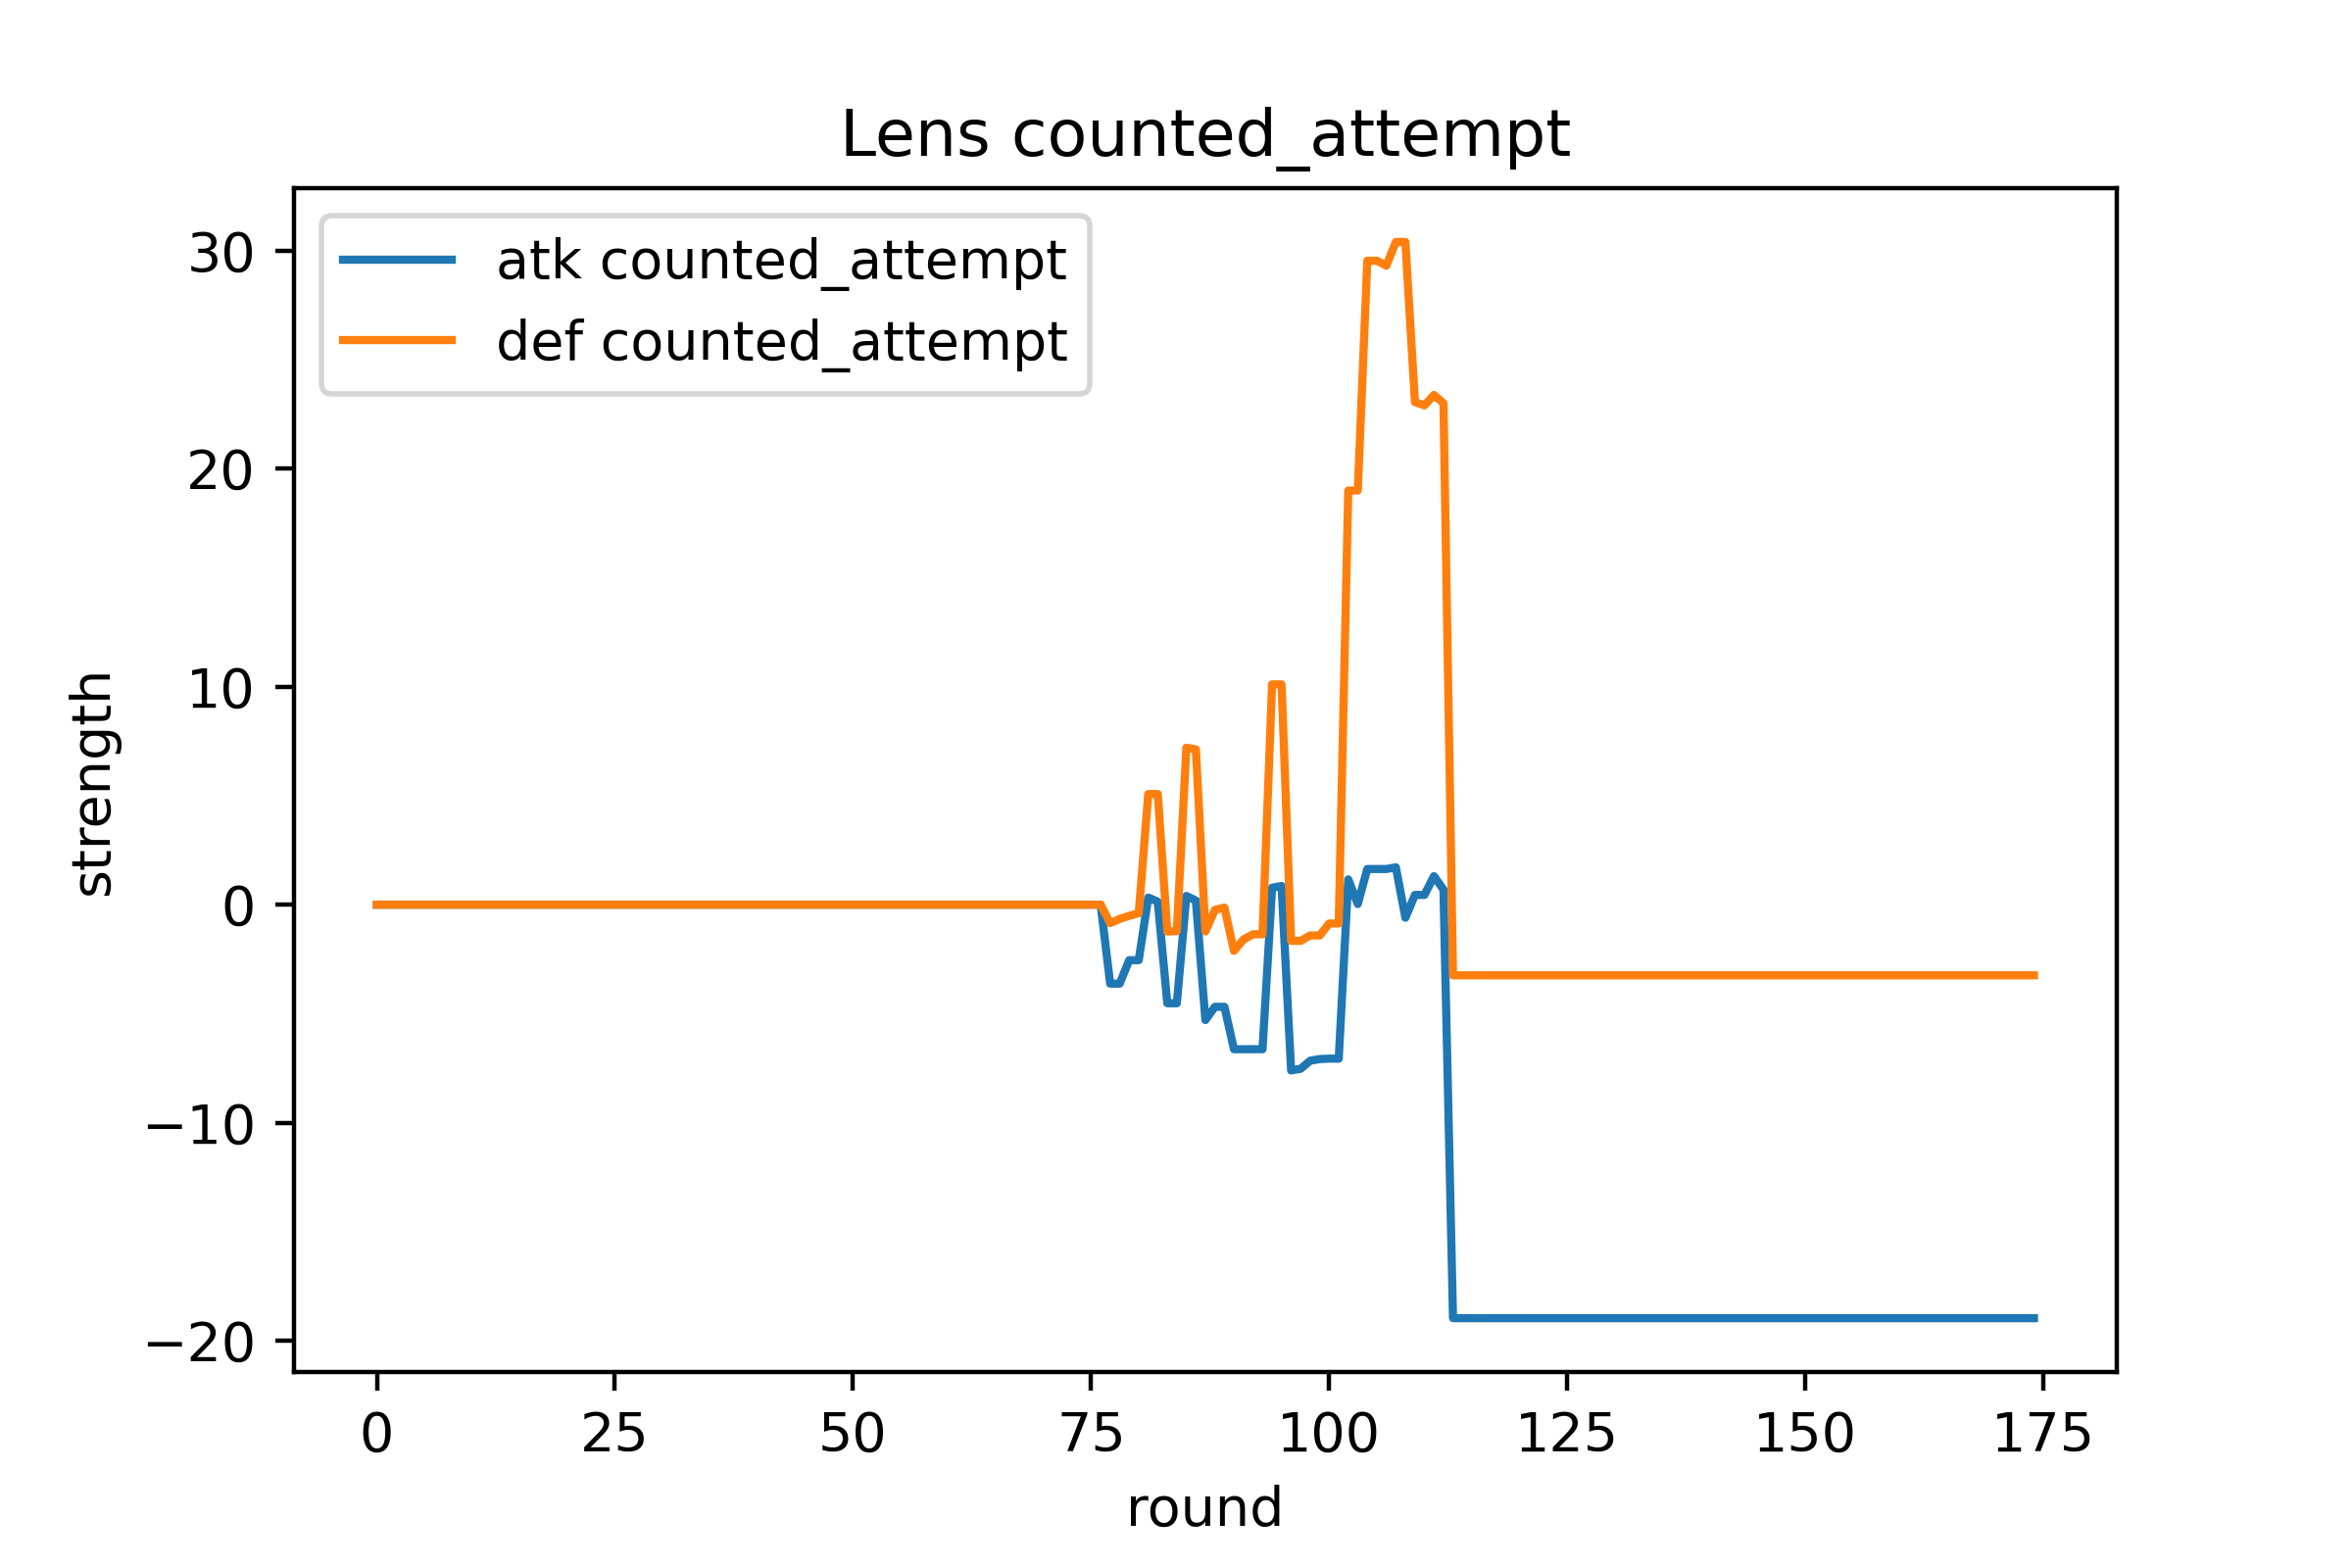 Lens counted_attempt
atk counted_attempt
def counted_attempt
30
20
10
0
−10
−20
strength
0 25 50 75 100 125 150 175
round